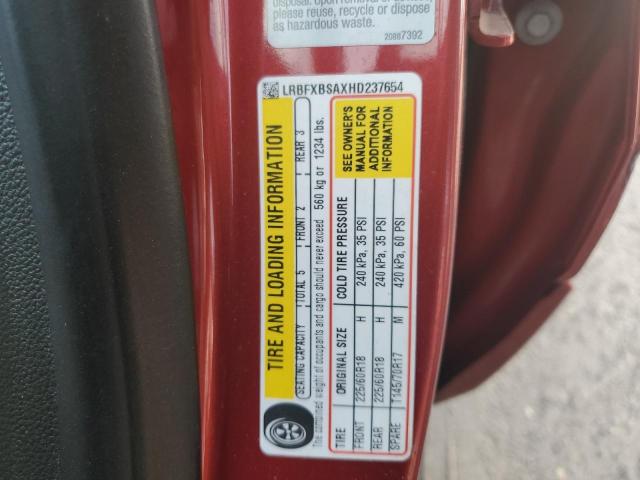 disposal. Upon removal
please reuse, recycle or dispose
as hazardous waste.
20887392
LRBFXBSAXHD237654
TIRE AND LOADING INFORMATION
SEATING CAPACITY TOTAL 5 FRONT 2 REAR 3
The combined weight of occupants and cargo should never exceed 560 kg or 1234 lbs.
TIRE ORIGINAL SIZE COLD TIRE PRESSURE
FRONT 225/60R18 H 240 kPa, 35 PSI
REAR 225/60R18 H 240 kPa, 35 PSI
SPARE T145/70R17 M 420 kPa, 60 PSI
SEE OWNER'S
MANUAL FOR
ADDITIONAL
INFORMATION